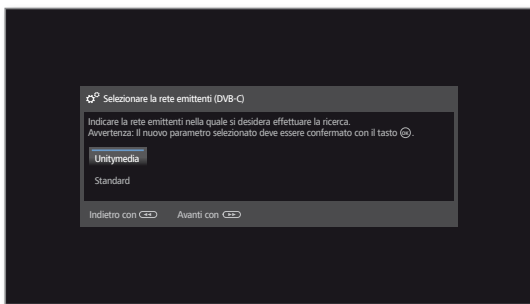 Selezionare la rete emittenti (DVB-C)
Indicare la rete emittenti nella quale si desidera effettuare la ricerca.
Avvertenza: Il nuovo parametro selezionato deve essere confermato con il tasto OK.
Unitymedia
Standard
Indietro con Avanti con